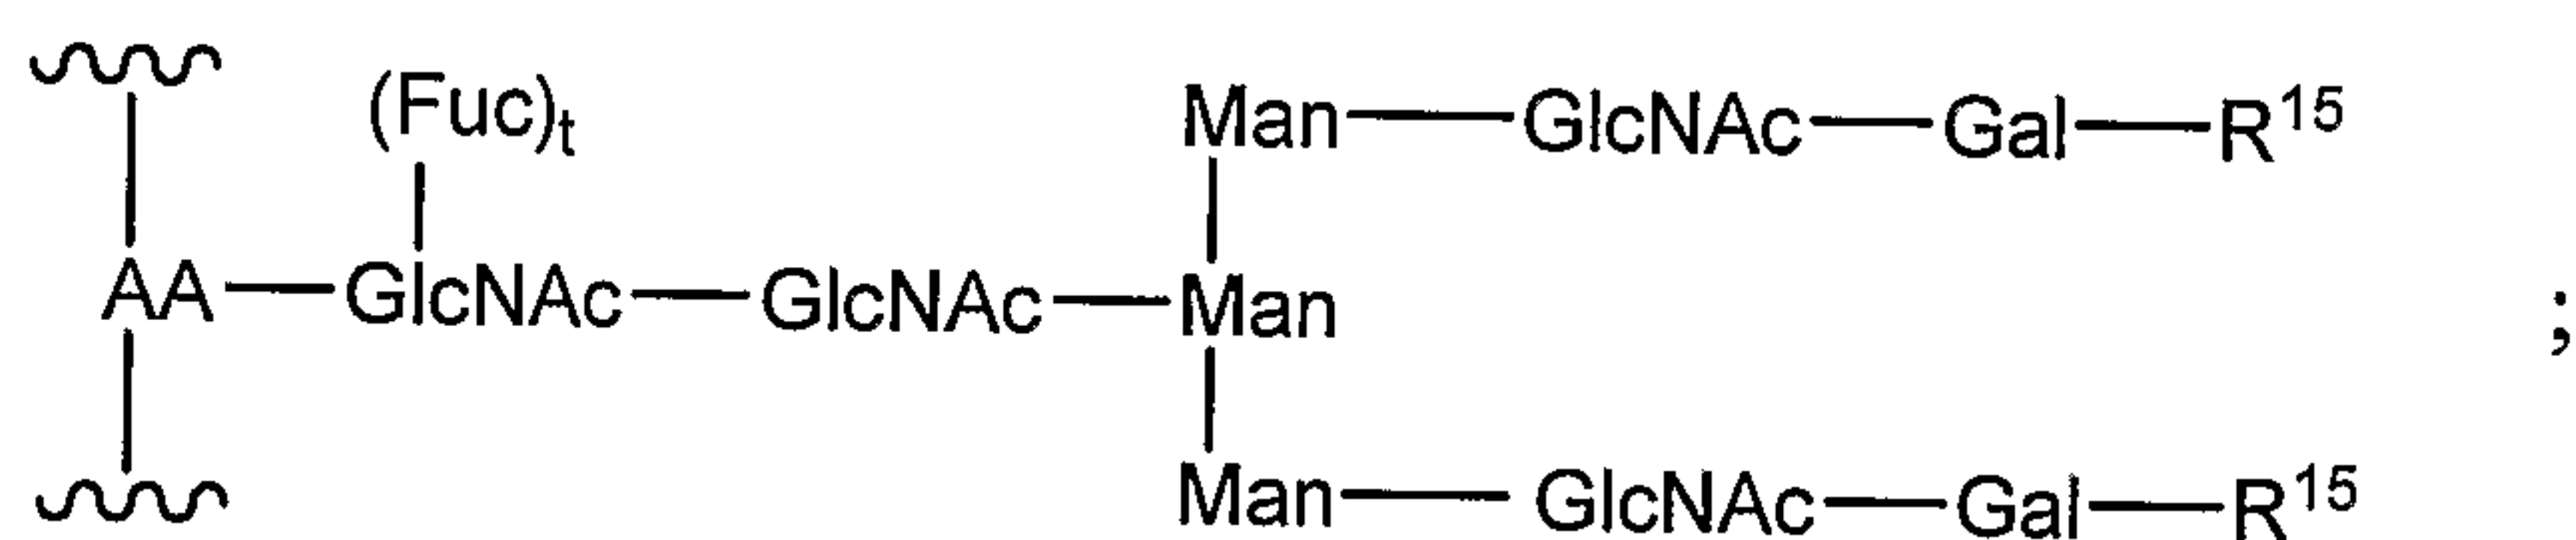 (Fuc)t
Man—GlcNAc—Gal—R15
AA—GlcNAc—GlcNAc—Man ;
Man—GlcNAc—Gal—R15